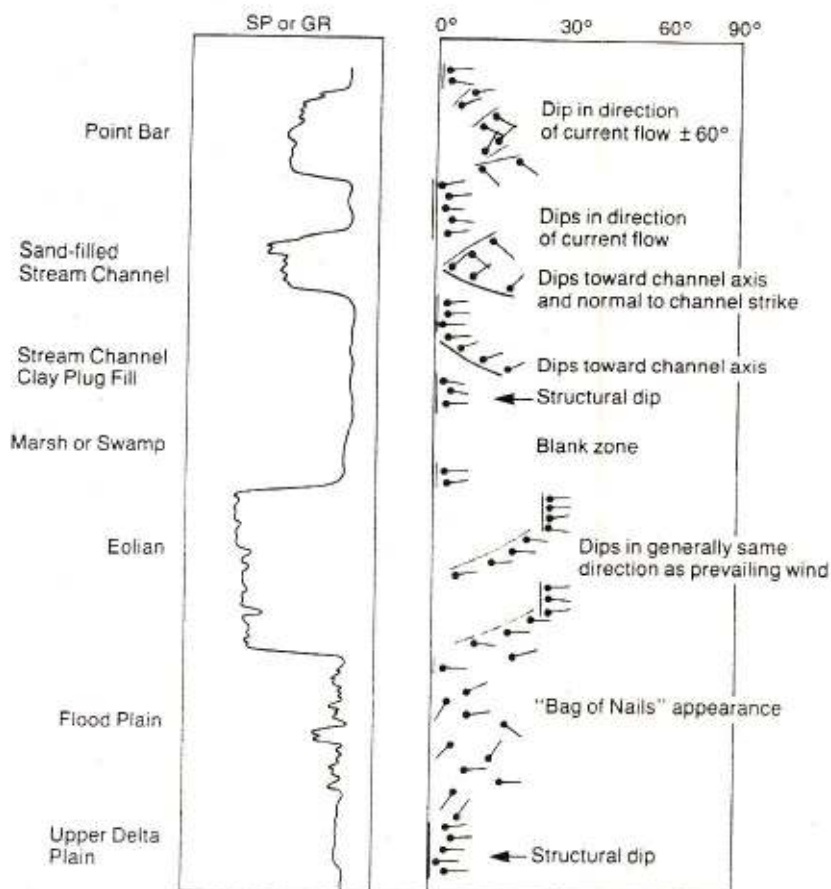 SP or GR
0° 30° 60° 90°
Point Bar
Dip in direction
of current flow ± 60°
Sand-filled
Stream Channel
Dips in direction
of current flow
Dips toward channel axis
and normal to channel strike
Stream Channel
Clay Plug Fill
Dips toward channel axis
Structural dip
Marsh or Swamp
Blank zone
Eolian
Dips in generally same
direction as prevailing wind
Flood Plain
"Bag of Nails" appearance
Upper Delta
Plain
Structural dip